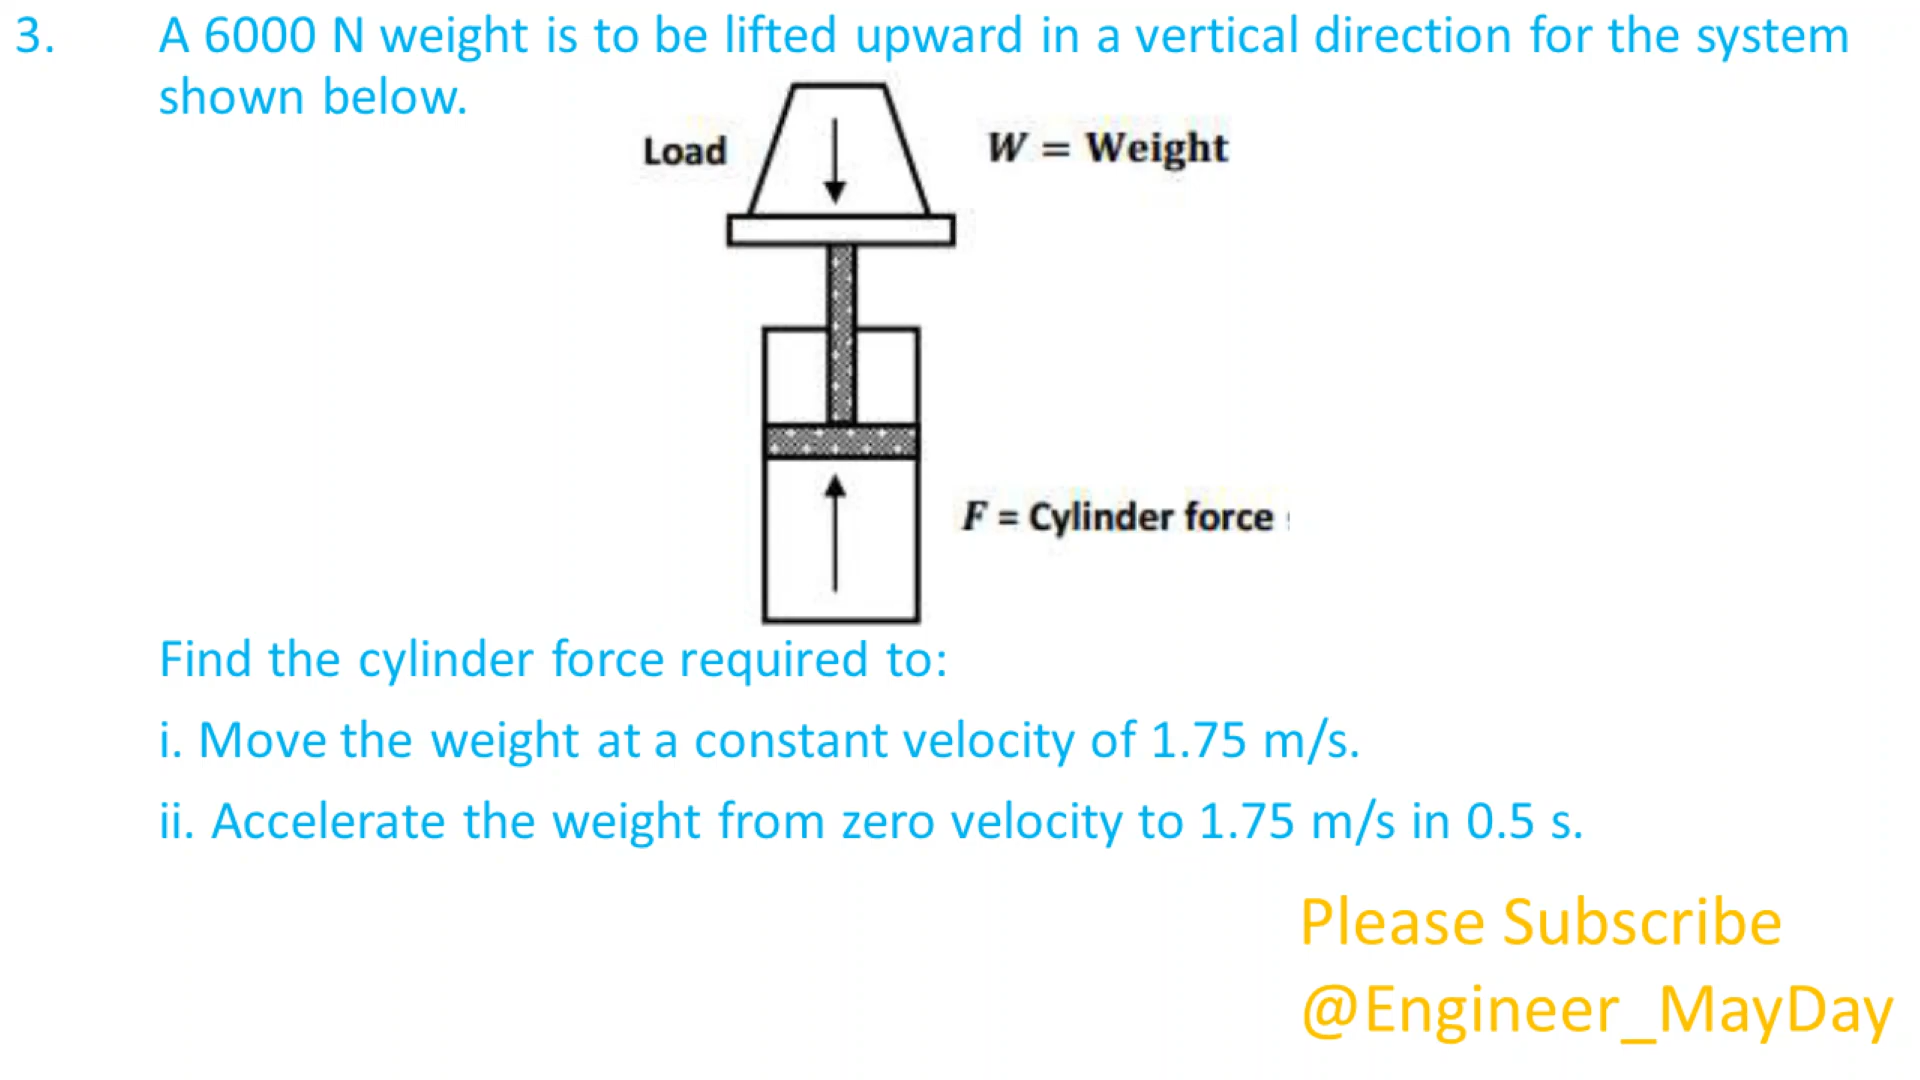 3. A 6000 N weight is to be lifted upward in a vertical direction for the system
shown below.
Load
W = Weight
F = Cylinder force
Find the cylinder force required to:
i. Move the weight at a constant velocity of 1.75 m/s.
ii. Accelerate the weight from zero velocity to 1.75 m/s in 0.5 s.
Please Subscribe
@Engineer_MayDay